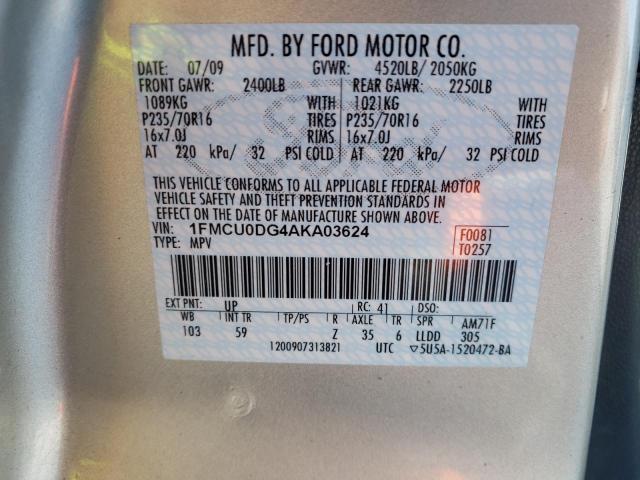 MFD. BY FORD MOTOR CO.
DATE: 07/09 GVWR: 4520LB/ 2050KG
FRONT GAWR: 2400LB REAR GAWR: 2250LB
1089KG WITH 1021KG WITH
P235/70R16 TIRES P235/70R16 TIRES
16x7.0J RIMS 16x7.0J RIMS
AT 220 kPa/ 32 PSI COLD AT 220 kPa/ 32 PSI COLD
THIS VEHICLE CONFORMS TO ALL APPLICABLE FEDERAL MOTOR
VEHICLE SAFETY AND THEFT PREVENTION STANDARDS IN
EFFECT ON THE DATE OF MANUFACTURE SHOWN ABOVE.
VIN: 1FMCU0DG4AKA03624 F0081
TYPE: MPV T0257
EXT PNT: UP RC: 41 DSO:
WB INT TR TP/PS R AXLE TR SPR AM71F
103 59 Z 35 6 LLDD 305
1200907313821 UTC ▽5U5A-1520472-BA